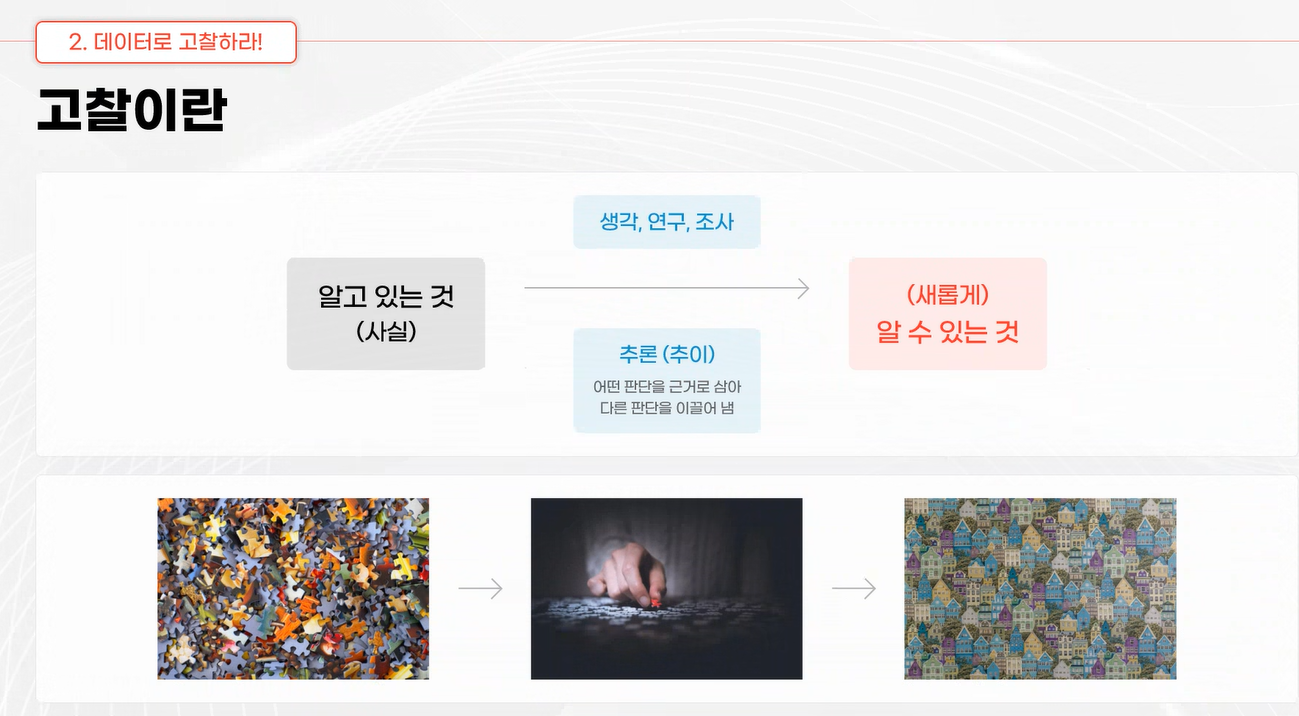 2. 데이터로 고찰하라!
고찰이란
생각, 연구, 조사
알고 있는 것
(사실)
(새롭게)
알 수 있는 것
추론 (추이)
어떤 판단을 근거로 삼아
다른 판단을 이끌어 냄